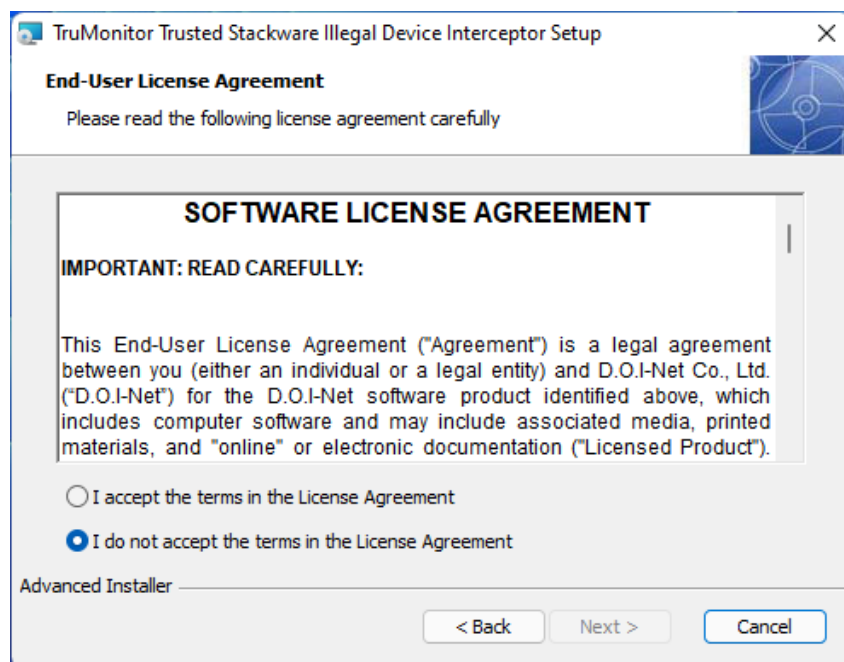 TruMonitor Trusted Stackware Illegal Device Interceptor Setup
End-User License Agreement
Please read the following license agreement carefully
SOFTWARE LICENSE AGREEMENT
IMPORTANT: READ CAREFULLY:
This End-User License Agreement ("Agreement") is a legal agreement
between you (either an individual or a legal entity) and D.O.I-Net Co., Ltd.
(“D.O.I-Net”) for the D.O.I-Net software product identified above, which
includes computer software and may include associated media, printed
materials, and "online" or electronic documentation ("Licensed Product").
I accept the terms in the License Agreement
I do not accept the terms in the License Agreement
Advanced Installer
< Back
Next >
Cancel